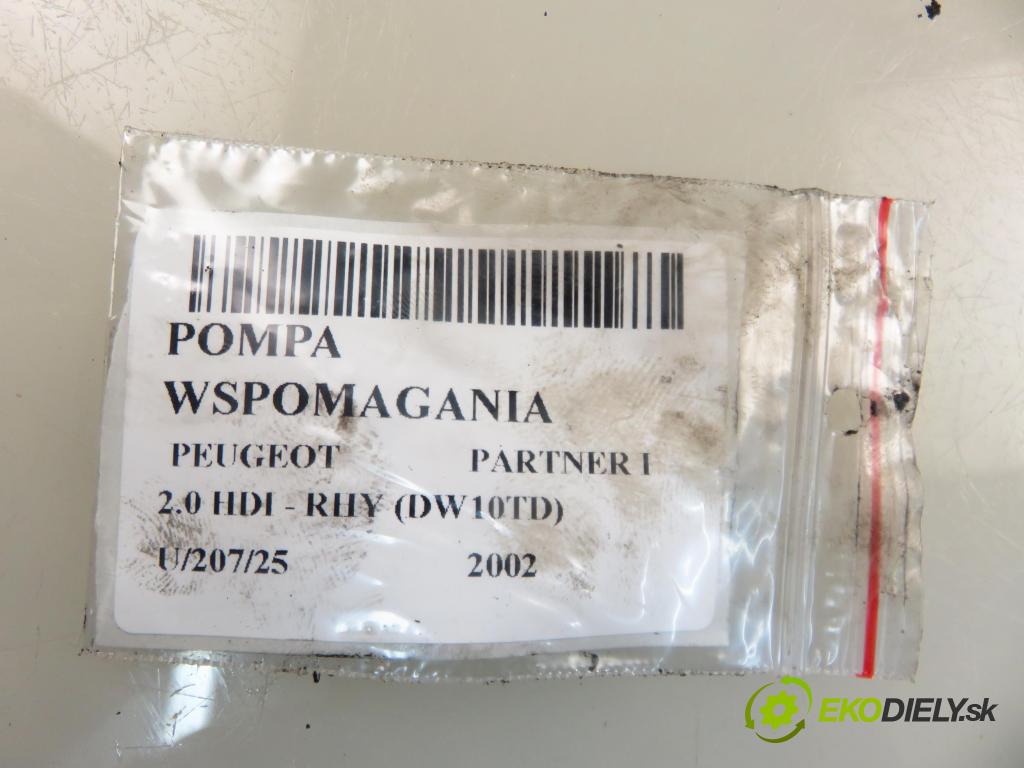 POMPA
WSPOMAGANIA
PEUGEOT PARTNER I
2.0 HDI - RHY (DW10TD)
U/207/25 2002
EKODIELY.sk